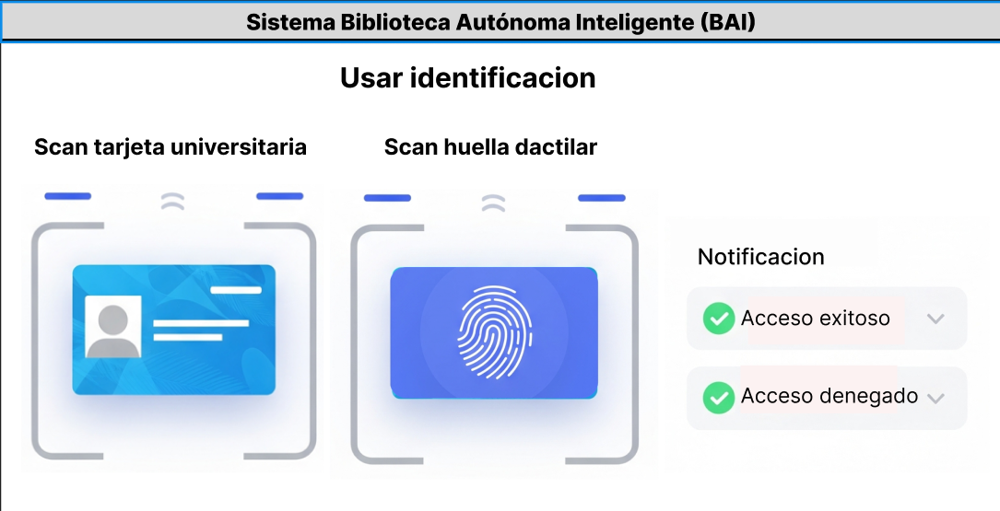 Sistema Biblioteca Autónoma Inteligente (BAI)
Usar identificacion
Scan tarjeta universitaria
Scan huella dactilar
Notificacion
Acceso exitoso
Acceso denegado